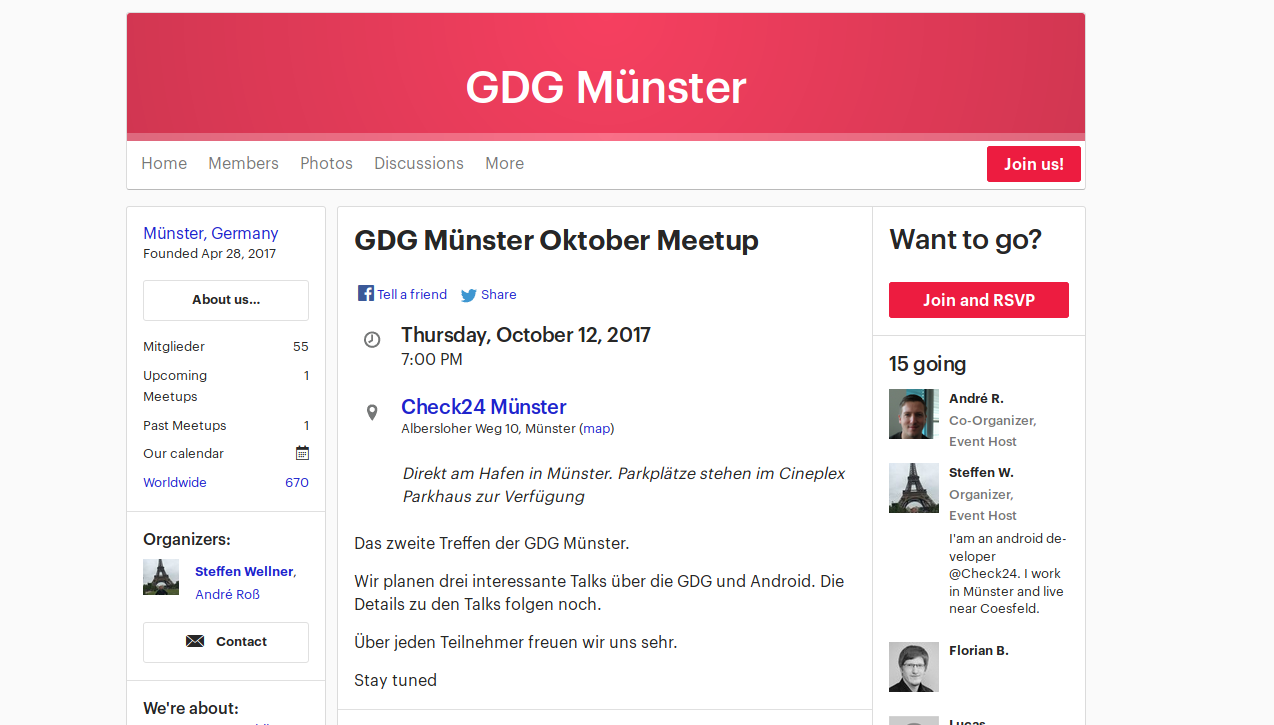 GDG Münster
Home Members Photos Discussions More
Join us!
Münster, Germany
Founded Apr 28, 2017
About us...
Mitglieder 55
Upcoming 1
Meetups
Past Meetups 1
Our calendar
Worldwide 670
Organizers:
Steffen Wellner,
André Roß
Contact
We're about:
GDG Münster Oktober Meetup
Tell a friend Share
Thursday, October 12, 2017
7:00 PM
Check24 Münster
Albersloher Weg 10, Münster (map)
Direkt am Hafen in Münster. Parkplätze stehen im Cineplex
Parkhaus zur Verfügung
Das zweite Treffen der GDG Münster.
Wir planen drei interessante Talks über die GDG und Android. Die
Details zu den Talks folgen noch.
Über jeden Teilnehmer freuen wir uns sehr.
Stay tuned
Want to go?
Join and RSVP
15 going
André R.
Co-Organizer,
Event Host
Steffen W.
Organizer,
Event Host
I'am an android de-
veloper
@Check24. I work
in Münster and live
near Coesfeld.
Florian B.
Lucas